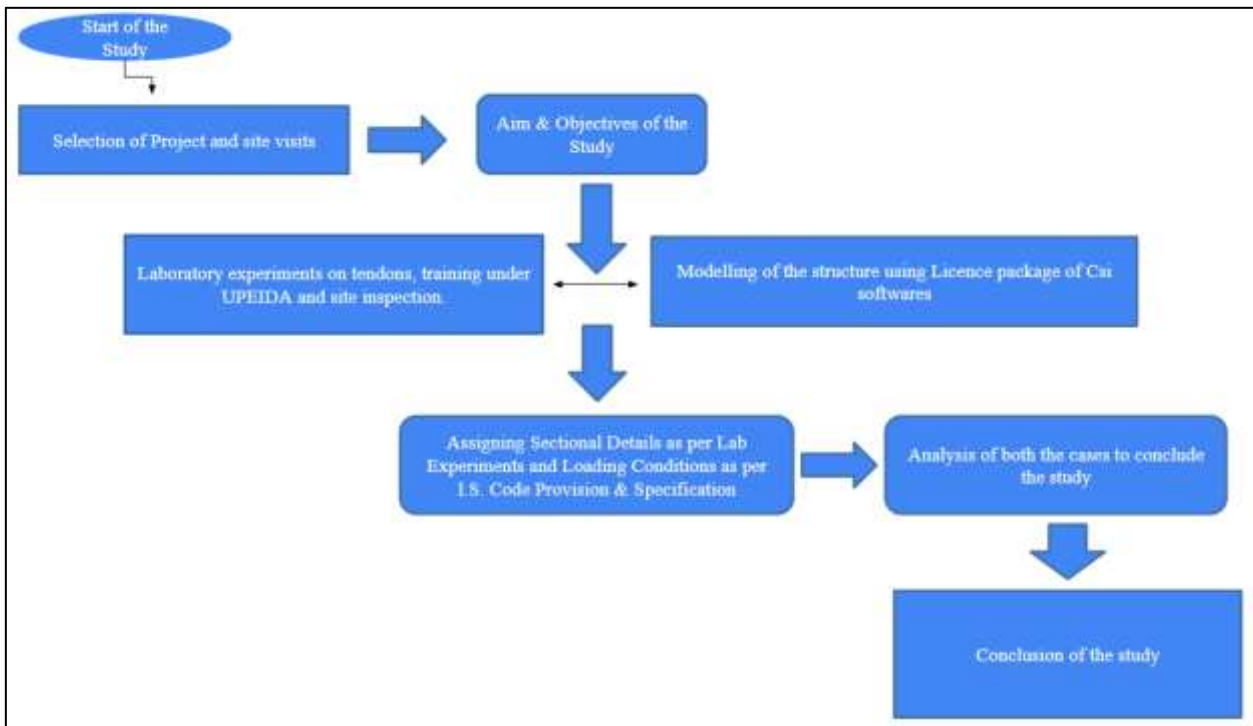 Start of the
Study
Selection of Project and site visits
Aim & Objectives of the
Study
Laboratory experiments on tendons, training under
UPEIDA and site inspection.
Modelling of the structure using Licence package of Csi
softwares
Assigning Sectional Details as per Lab
Experiments and Loading Conditions as per
I.S. Code Provision & Specification
Analysis of both the cases to conclude
the study
Conclusion of the study